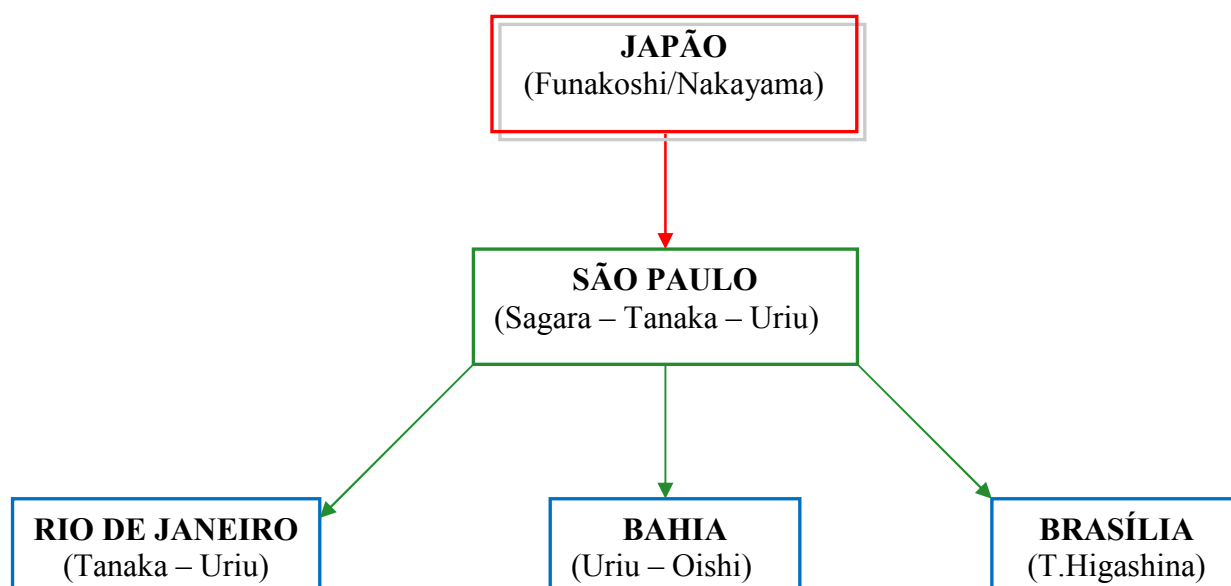 JAPÃO
(Funakoshi/Nakayama)
SÃO PAULO
(Sagara – Tanaka – Uriu)
RIO DE JANEIRO
(Tanaka – Uriu)
BAHIA
(Uriu – Oishi)
BRASÍLIA
(T.Higashina)